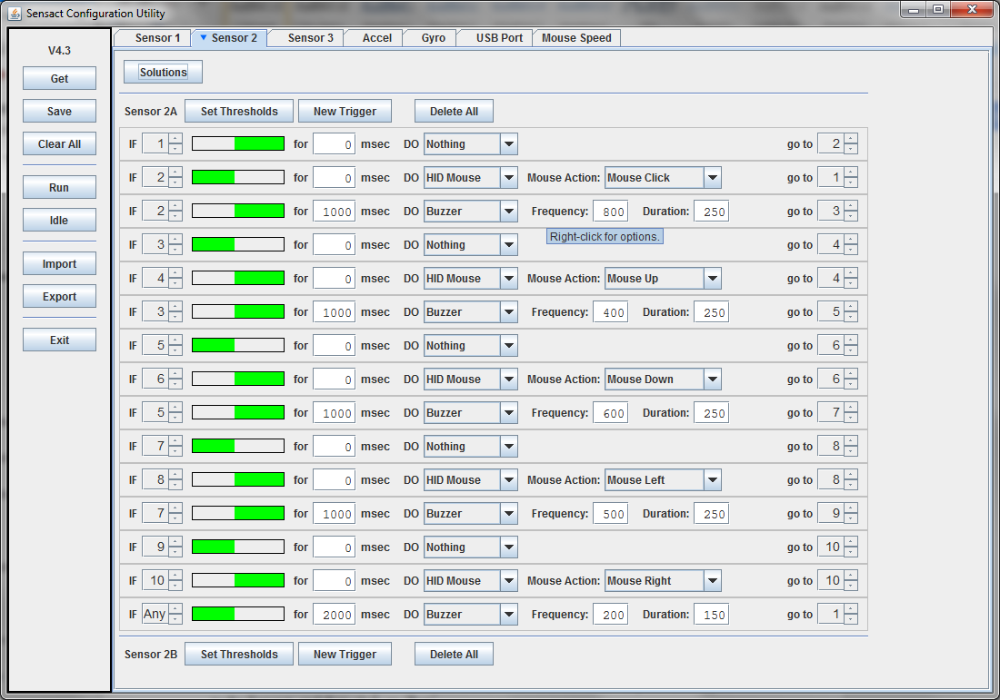 Sensact Configuration Utility
V4.3
Get
Save
Clear All
Run
Idle
Import
Export
Exit
Sensor 1 Sensor 2 Sensor 3 Accel Gyro USB Port Mouse Speed
Solutions
Sensor 2A Set Thresholds New Trigger Delete All
IF 1 for 0 msec DO Nothing go to 2
IF 2 for 0 msec DO HID Mouse Mouse Action: Mouse Click go to 1
IF 2 for 1000 msec DO Buzzer Frequency: 800 Duration: 250 go to 3
Right-click for options.
IF 3 for 0 msec DO Nothing go to 4
IF 4 for 0 msec DO HID Mouse Mouse Action: Mouse Up go to 4
IF 3 for 1000 msec DO Buzzer Frequency: 400 Duration: 250 go to 5
IF 5 for 0 msec DO Nothing go to 6
IF 6 for 0 msec DO HID Mouse Mouse Action: Mouse Down go to 6
IF 5 for 1000 msec DO Buzzer Frequency: 600 Duration: 250 go to 7
IF 7 for 0 msec DO Nothing go to 8
IF 8 for 0 msec DO HID Mouse Mouse Action: Mouse Left go to 8
IF 7 for 1000 msec DO Buzzer Frequency: 500 Duration: 250 go to 9
IF 9 for 0 msec DO Nothing go to 10
IF 10 for 0 msec DO HID Mouse Mouse Action: Mouse Right go to 10
IF Any for 2000 msec DO Buzzer Frequency: 200 Duration: 150 go to 1
Sensor 2B Set Thresholds New Trigger Delete All